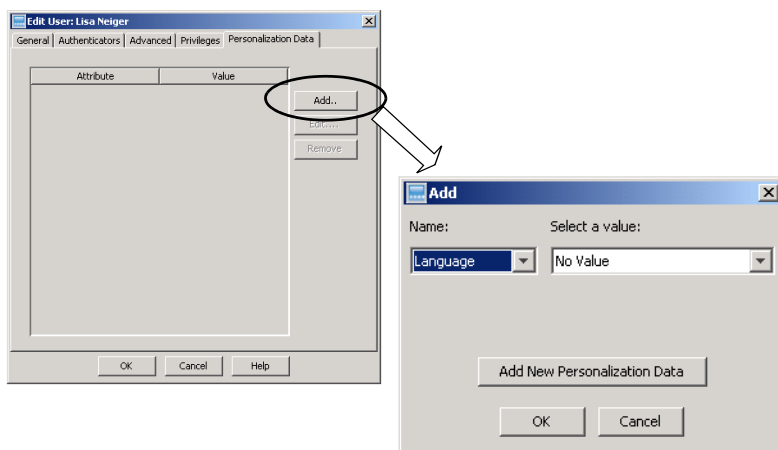 Edit User: Lisa Neiger
General Authenticators Advanced Privileges Personalization Data
Attribute Value
Add..
Edit....
Remove
OK Cancel Help
Add
Name: Select a value:
Language No Value
Add New Personalization Data
OK Cancel